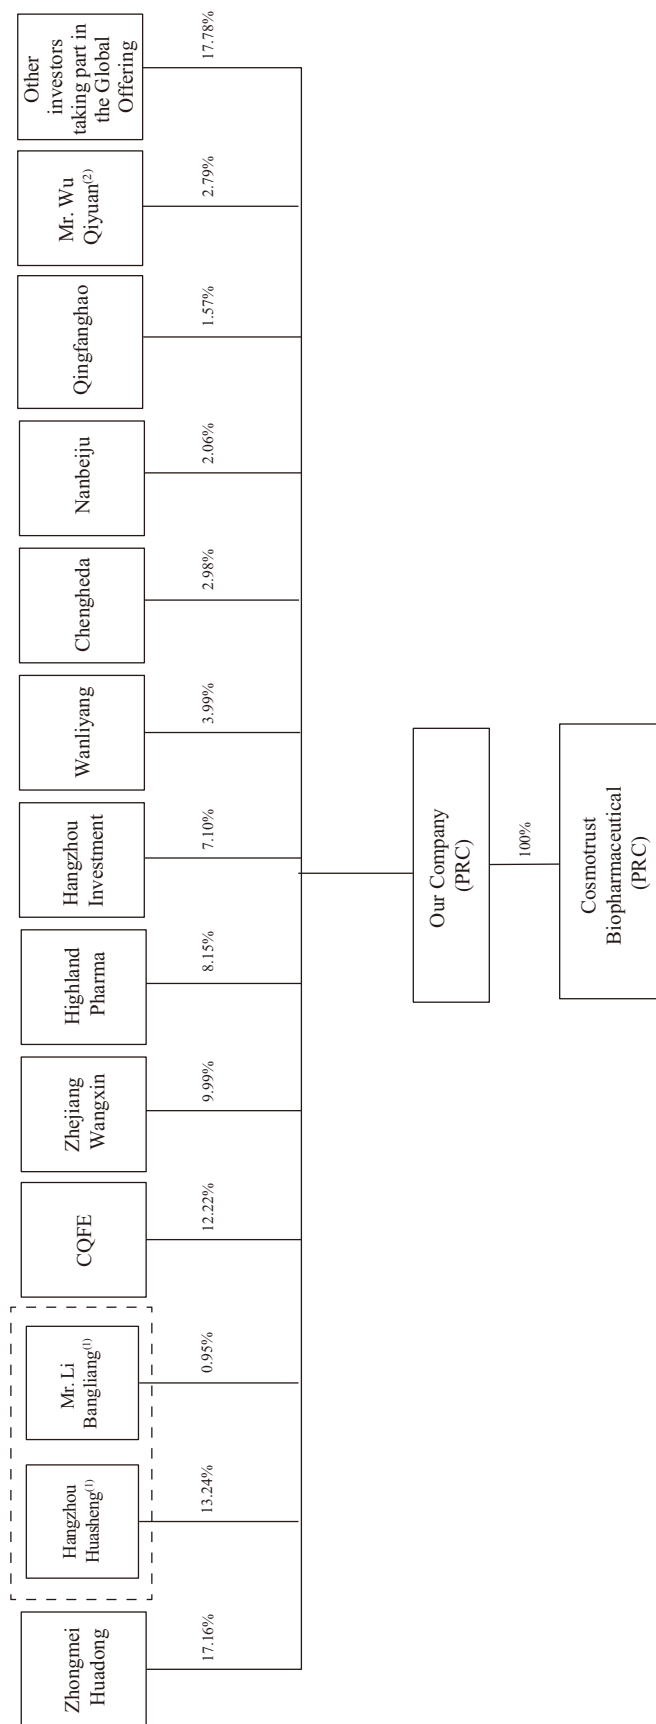 Zhongmei
Huadong
17.16%
Hangzhou
Huasheng(1)
13.24%
Mr. Li
Bangliang(1)
0.95%
CQFE
12.22%
Zhejiang
Wangxin
9.99%
Highland
Pharma
8.15%
Hangzhou
Investment
7.10%
Wanliyang
3.99%
Chengheda
2.98%
Nanbeiju
2.06%
Qingfanghao
1.57%
Mr. Wu
Qiyuan(2)
2.79%
Other
investors
taking part in
the Global
Offering
17.78%
Our Company
(PRC)
100%
Cosmotrust
Biopharmaceutical
(PRC)